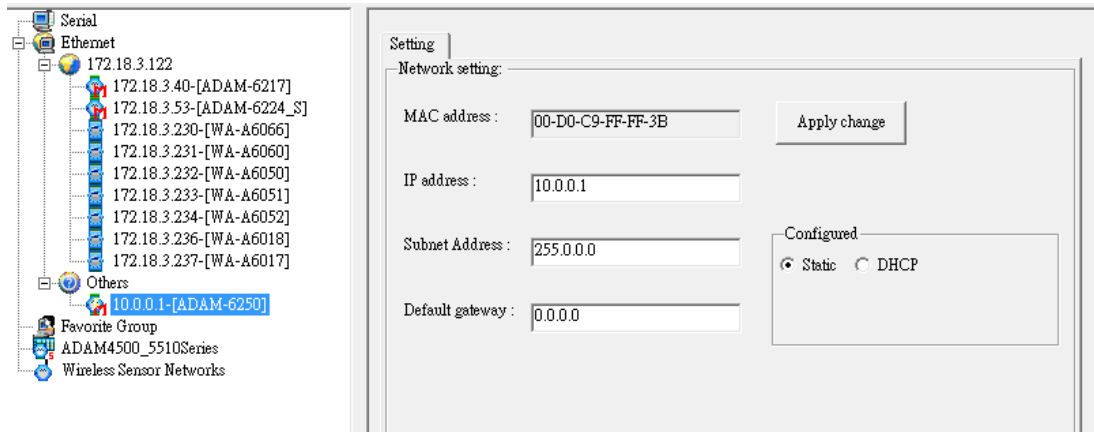 Serial
Ethernet
172.18.3.122
172.18.3.40-[ADAM-6217]
172.18.3.53-[ADAM-6224_S]
172.18.3.230-[WA-A6066]
172.18.3.231-[WA-A6060]
172.18.3.232-[WA-A6050]
172.18.3.233-[WA-A6051]
172.18.3.234-[WA-A6052]
172.18.3.236-[WA-A6018]
172.18.3.237-[WA-A6017]
Others
10.0.0.1-[ADAM-6250]
Favorite Group
ADAM4500_5510Series
Wireless Sensor Networks
Setting
Network setting:
MAC address : 00-D0-C9-FF-FF-3B
Apply change
IP address : 10.0.0.1
Subnet Address : 255.0.0.0
Configured
Static DHCP
Default gateway : 0.0.0.0